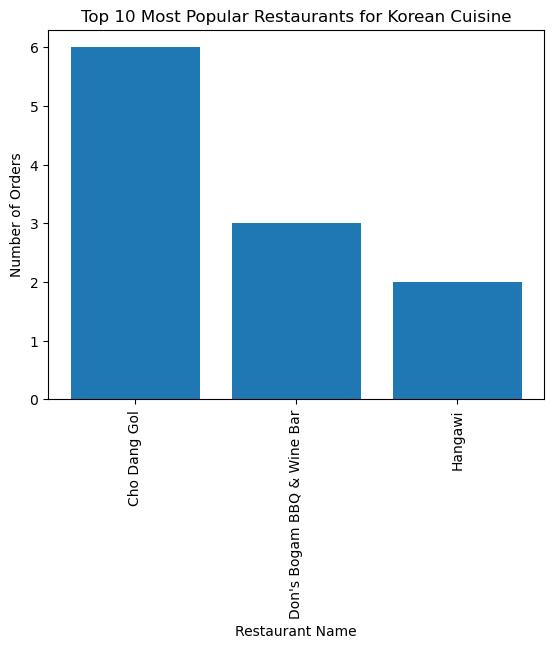 Top 10 Most Popular Restaurants for Korean Cuisine
Number of Orders
6
5
4
3
2
1
0
Cho Dang Gol
Don's Bogam BBQ & Wine Bar
Hangawi
Restaurant Name